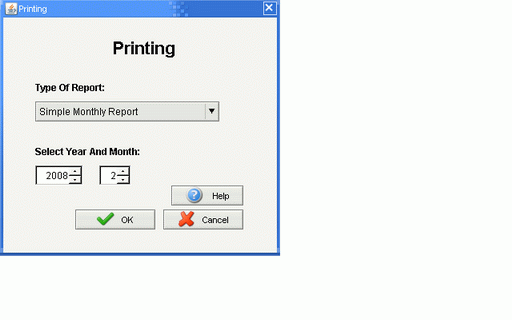 Printing
Printing
Type Of Report:
Simple Monthly Report
Select Year And Month:
2008 2
Help
OK Cancel